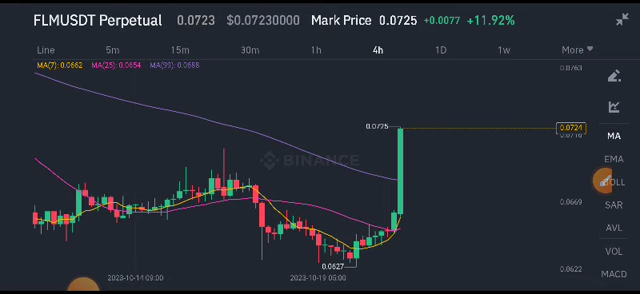 FLMUSDT Perpetual 0.0723 $0.07230000 Mark Price 0.0725 +0.0077 +11.92%
Line 5m 15m 30m 1h 4h 1D 1w More
MA(7): 0.0662 MA(25): 0.0654 MA(99): 0.0688
0.0763
0.0775
0.0724
MA
BINANCE
EMA
BOLL
0.0669
SAR
AVL
VOL
0.0627
0.0622
2023-10-14 09:00 2023-10-19 05:00
MACD